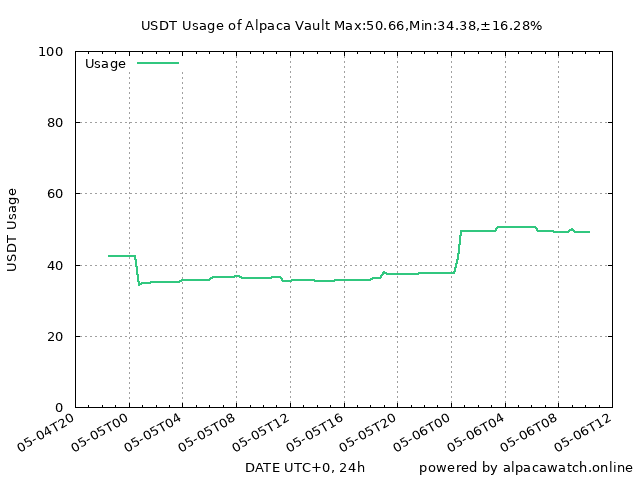 USDT Usage of Alpaca Vault Max:50.66,Min:34.38,±16.28%
Usage
100
80
60
40
20
0
USDT Usage
05-04T20
05-05T00
05-05T04
05-05T08
05-05T12
05-05T16
05-05T20
05-06T00
05-06T04
05-06T08
05-06T12
DATE UTC+0, 24h
powered by alpacawatch.online